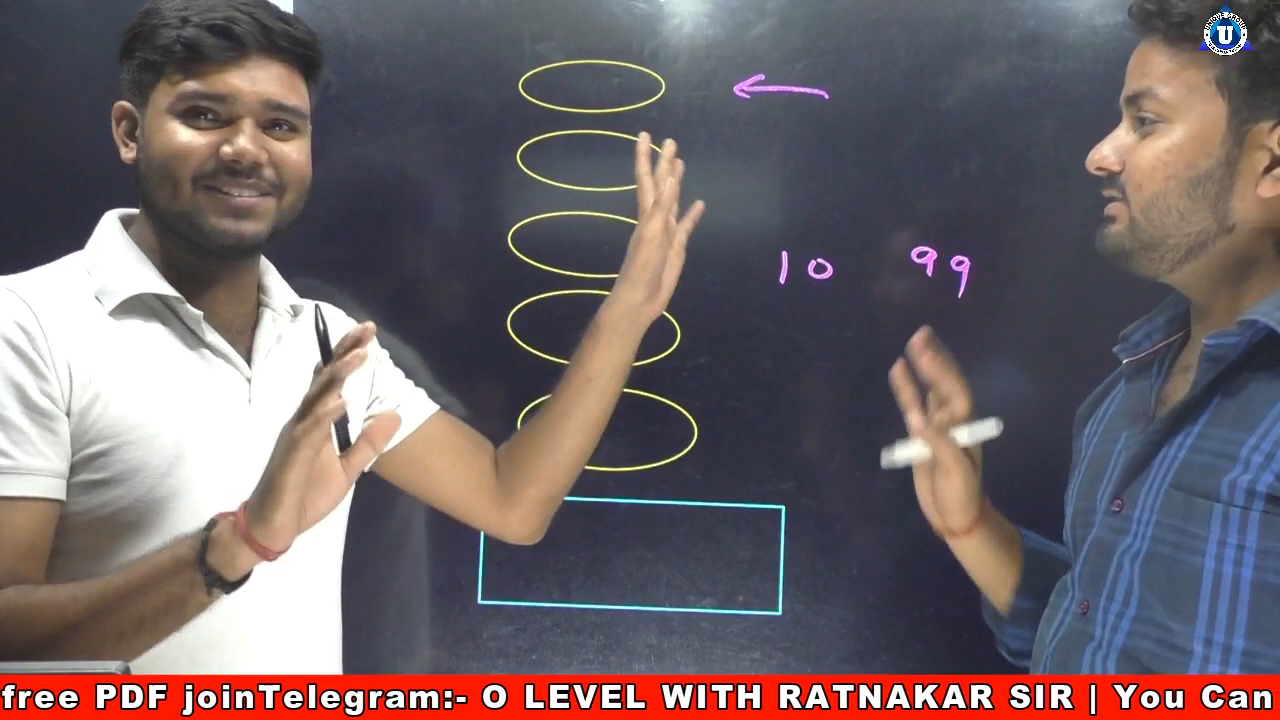 U
10 99
free PDF joinTelegram:- O LEVEL WITH RATNAKAR SIR | You Can